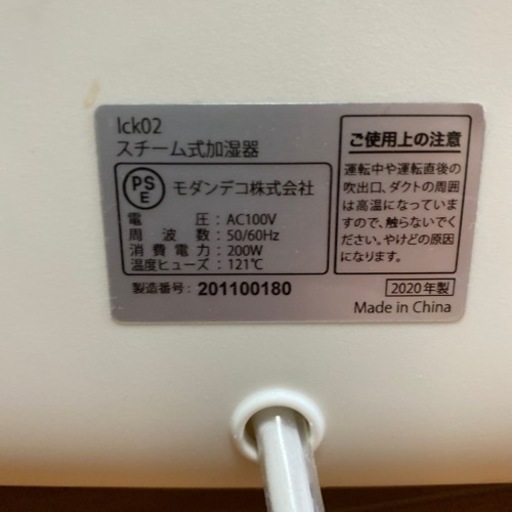 lck02
スチーム式加湿器
PS
E
モダンデコ株式会社
電圧:AC100V
周波数:50/60Hz
消費電力:200W
温度ヒューズ:121℃
製造番号:201100180
ご使用上の注意
運転中や運転直後の
吹出口、ダクトの周囲
は高温になっています
すので、触らないでく
ださい。やけどの原因
になります。
2020年製
Made in China